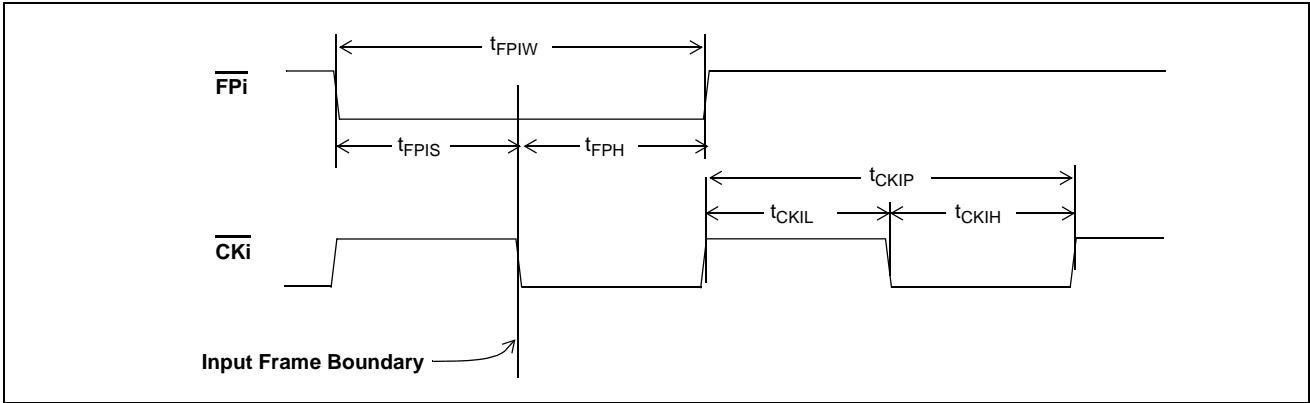 tFPIW
FPi
tFPIS
tFPH
tCKIP
tCKIL
tCKIH
CKi
Input Frame Boundary